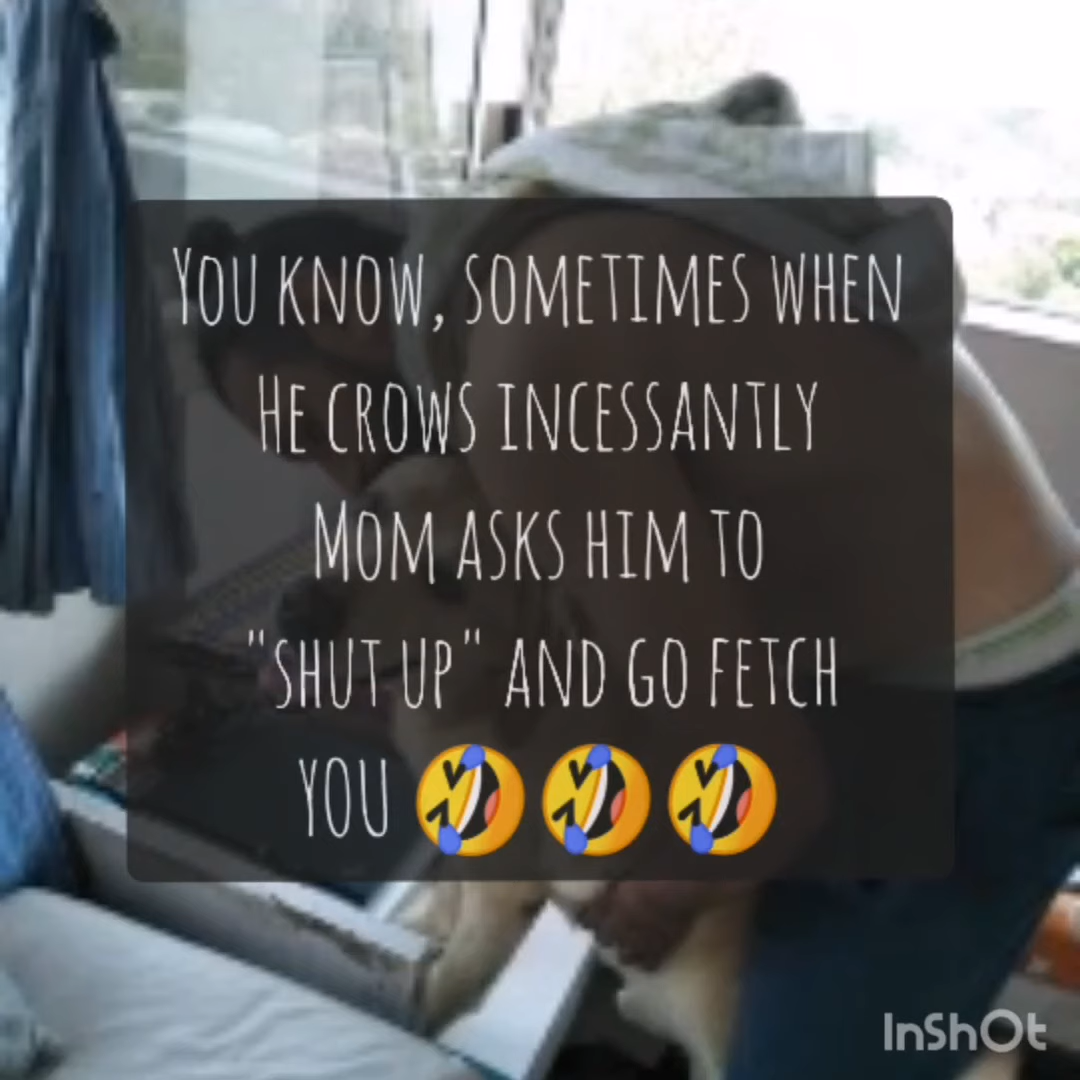 You know, sometimes when
He crows incessantly
Mom asks him to
"shut up" and go fetch
you 🤣🤣🤣
InShOt